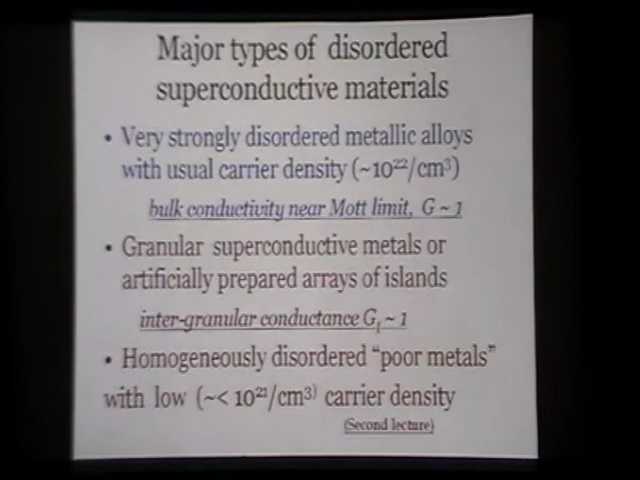 Major types of disordered
superconductive materials
• Very strongly disordered metallic alloys
with usual carrier density (~10²²/cm³)
bulk conductivity near Mott limit, G ~ 1
• Granular superconductive metals or
artificially prepared arrays of islands
inter-granular conductance G₁ ~ 1
• Homogeneously disordered “poor metals”
with low (~< 10²¹/cm³) carrier density
(Second lecture)